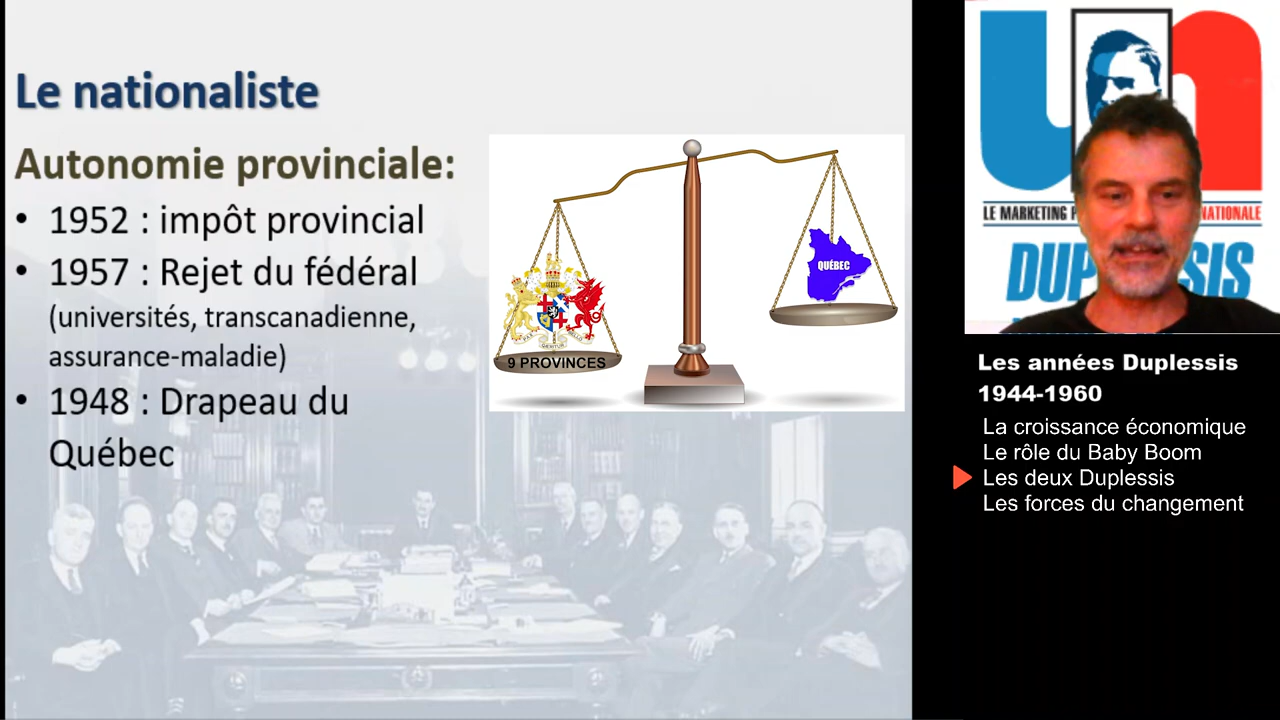 Le nationaliste
Autonomie provinciale:
• 1952 : impôt provincial
• 1957 : Rejet du fédéral
(universités, transcanadienne,
assurance-maladie)
• 1948 : Drapeau du
Québec
9 PROVINCES
QUÉBEC
un
LE MARKETING
NATIONALE
Les années Duplessis
1944-1960
La croissance économique
Le rôle du Baby Boom
Les deux Duplessis
Les forces du changement